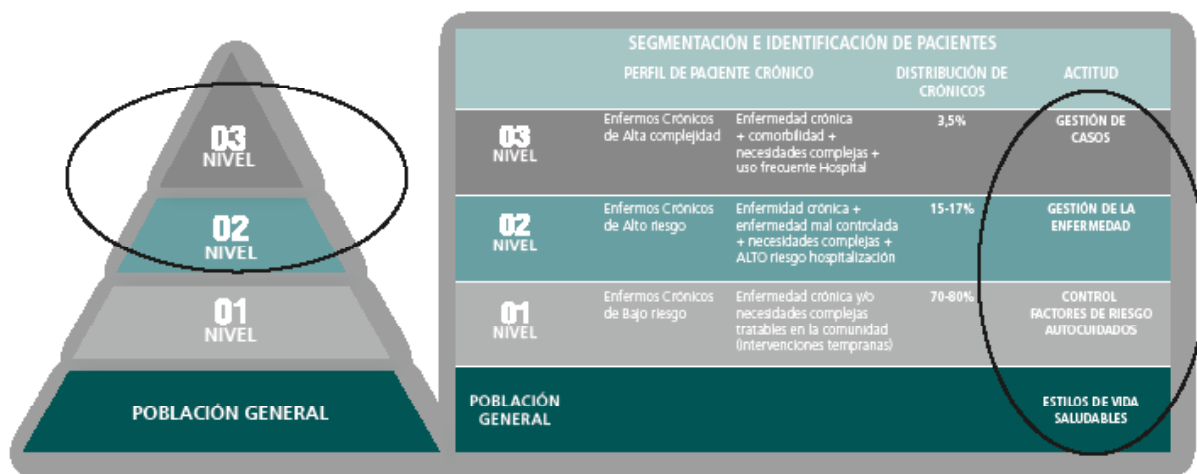 03
NIVEL
02
NIVEL
01
NIVEL
POBLACIÓN GENERAL
SEGMENTACIÓN E IDENTIFICACIÓN DE PACIENTES
PERFIL DE PACIENTE CRÓNICO
DISTRIBUCIÓN DE
CRÓNICOS
ACTITUD
03
NIVEL
Enfermos Crónicos
de Alta complejidad
Enfermedad crónica
+ comorbilidad +
necesidades complejas +
uso frecuente Hospital
3,5%
GESTIÓN DE
CASOS
02
NIVEL
Enfermos Crónicos
de Alto riesgo
Enfermidad crónica +
enfermedad mal controlada
+ necesidades complejas +
ALTO riesgo hospitalización
15-17%
GESTIÓN DE LA
ENFERMEDAD
01
NIVEL
Enfermos Crónicos
de Bajo riesgo
Enfermedad crónica y/o
necesidades complejas
tratables en la comunidad
(Intervenciones tempranas)
70-80%
CONTROL
FACTORES DE RIESGO
AUTOCUIDADOS
POBLACIÓN
GENERAL
ESTILOS DE VIDA
SALUDABLES